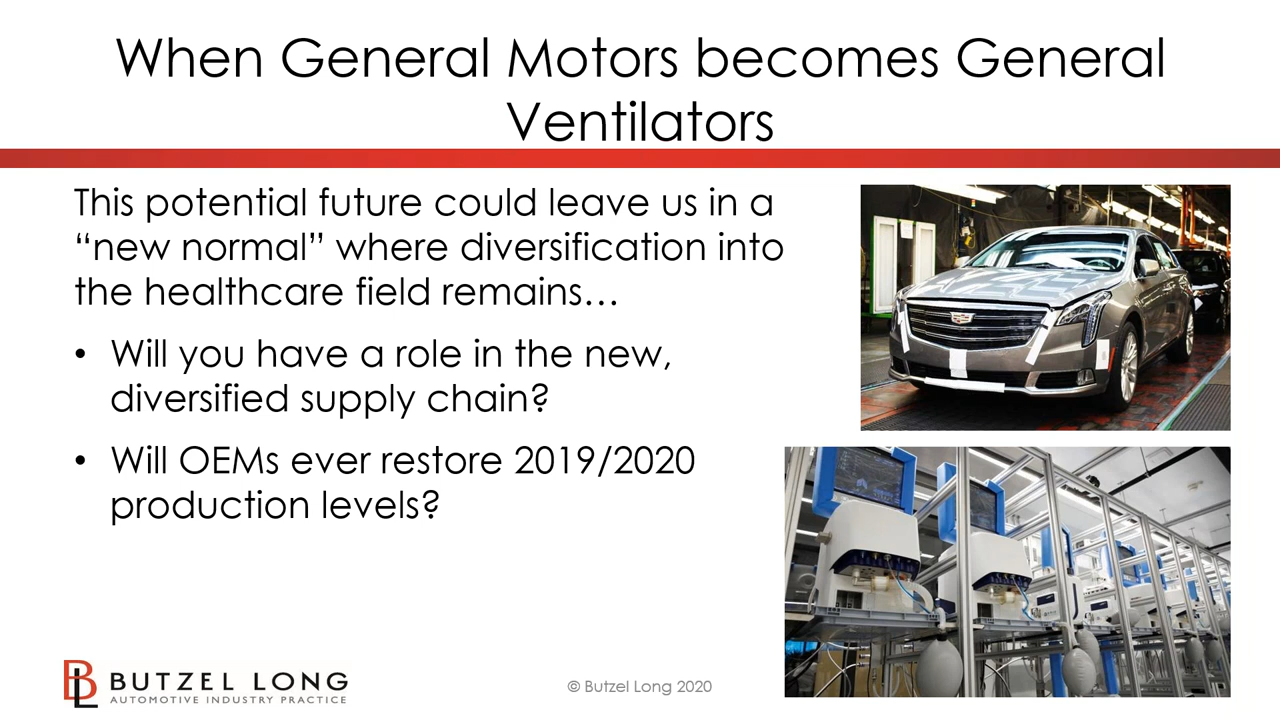 When General Motors becomes General
Ventilators
This potential future could leave us in a
“new normal” where diversification into
the healthcare field remains…
• Will you have a role in the new,
diversified supply chain?
• Will OEMs ever restore 2019/2020
production levels?
BUTZEL LONG
AUTOMOTIVE INDUSTRY PRACTICE
© Butzel Long 2020